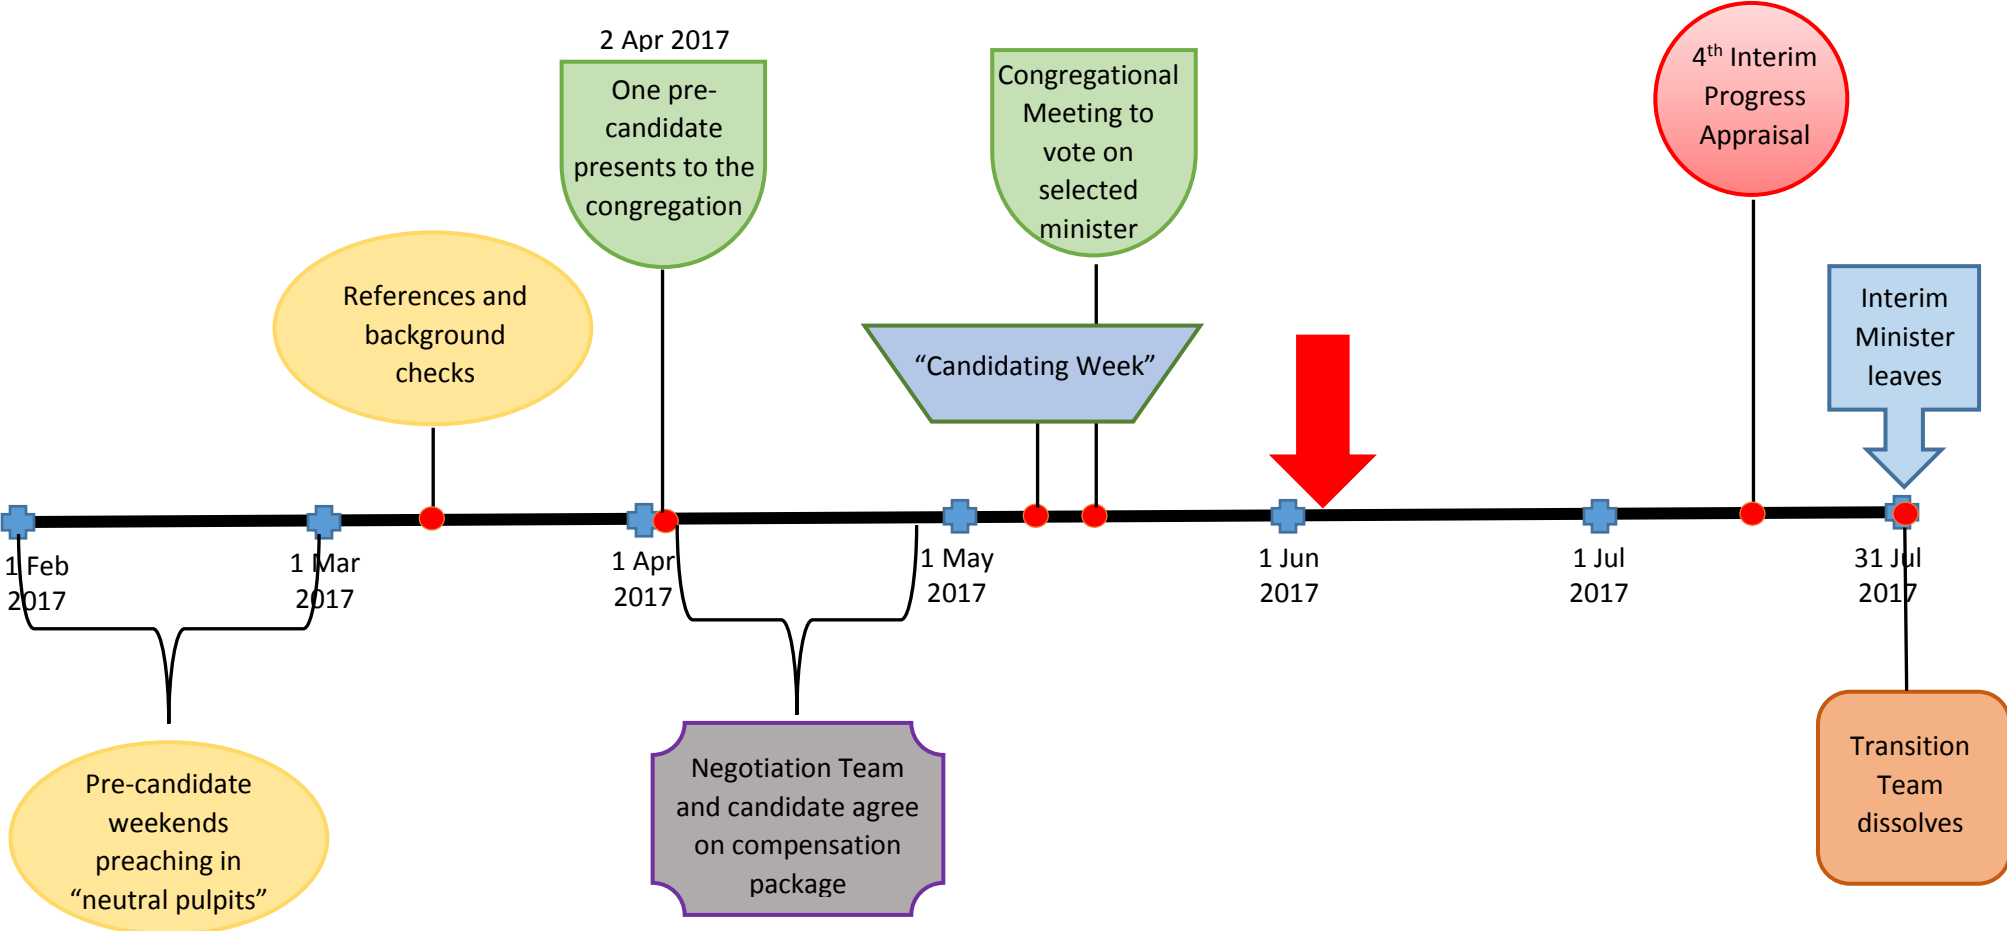 2 Apr 2017
One pre-
candidate
presents to the
congregation
Congregational
Meeting to
vote on
selected
minister
4th Interim
Progress
Appraisal
References and
background
checks
“Candidating Week”
Interim
Minister
leaves
1 Feb
2017
1 Mar
2017
1 Apr
2017
1 May
2017
1 Jun
2017
1 Jul
2017
31 Jul
2017
Pre-candidate
weekends
preaching in
“neutral pulpits”
Negotiation Team
and candidate agree
on compensation
package
Transition
Team
dissolves